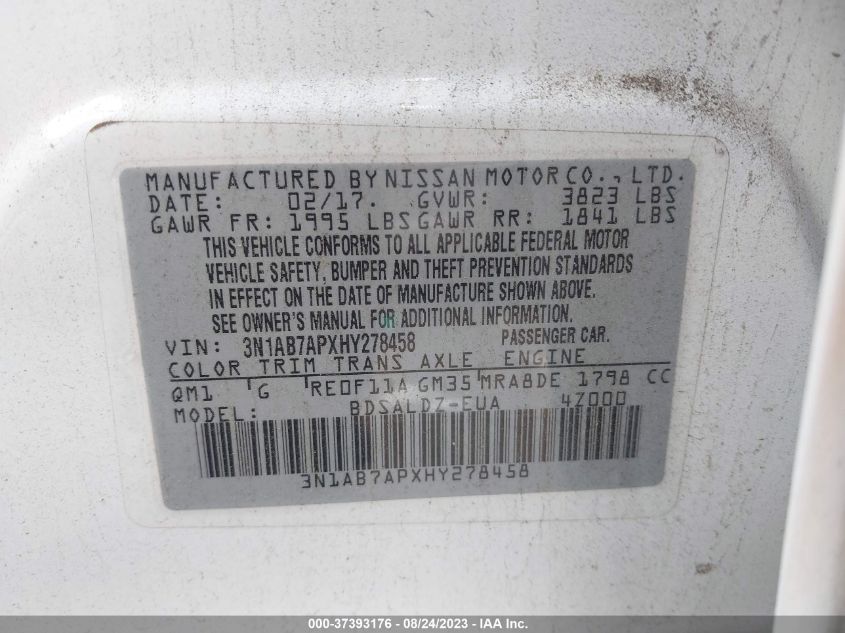 MANUFACTURED BY NISSAN MOTOR CO., LTD.
DATE: 02/17. GVWR: 3823 LBS
GAWR FR: 1995 LBS GAWR RR: 1841 LBS
THIS VEHICLE CONFORMS TO ALL APPLICABLE FEDERAL MOTOR
VEHICLE SAFETY, BUMPER AND THEFT PREVENTION STANDARDS
IN EFFECT ON THE DATE OF MANUFACTURE SHOWN ABOVE.
SEE OWNER'S MANUAL FOR ADDITIONAL INFORMATION.
VIN: 3N1AB7APXHY278458 PASSENGER CAR.
COLOR TRIM TRANS AXLE ENGINE
QM1 G RE0F11A GM35 MRA8DE 1798 CC
MODEL: BDSALDZ-EUA 4Z000
3N1AB7APXHY278458
000-37393176 - 08/24/2023 - IAA Inc.